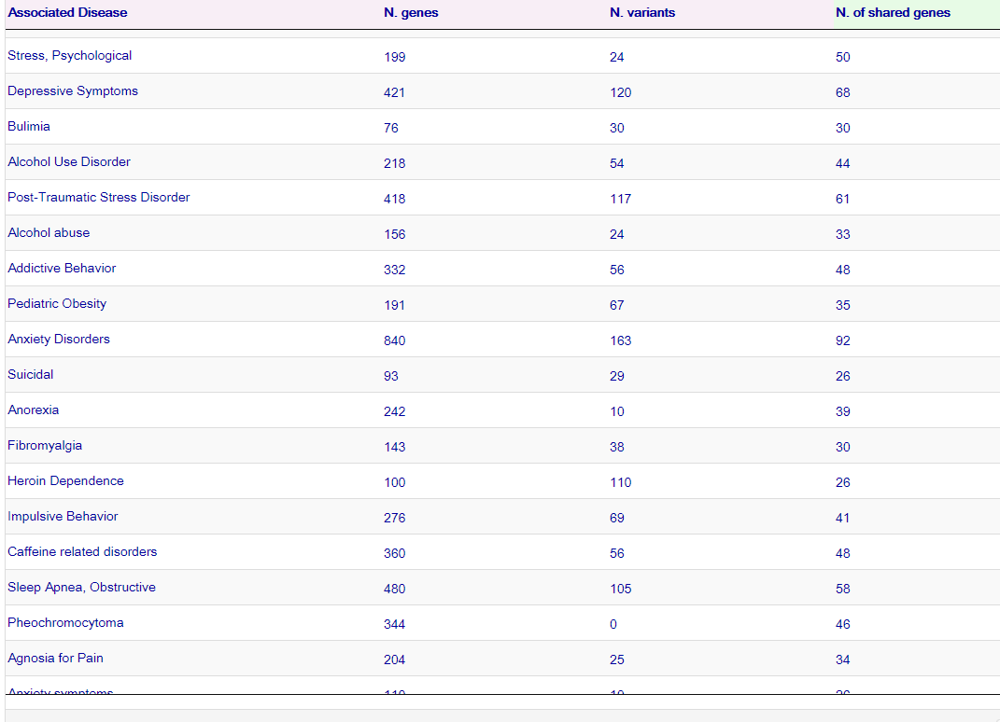 Associated Disease N. genes N. variants N. of shared genes
Stress, Psychological 199 24 50
Depressive Symptoms 421 120 68
Bulimia 76 30 30
Alcohol Use Disorder 218 54 44
Post-Traumatic Stress Disorder 418 117 61
Alcohol abuse 156 24 33
Addictive Behavior 332 56 48
Pediatric Obesity 191 67 35
Anxiety Disorders 840 163 92
Suicidal 93 29 26
Anorexia 242 10 39
Fibromyalgia 143 38 30
Heroin Dependence 100 110 26
Impulsive Behavior 276 69 41
Caffeine related disorders 360 56 48
Sleep Apnea, Obstructive 480 105 58
Pheochromocytoma 344 0 46
Agnosia for Pain 204 25 34
Anxiety symptoms